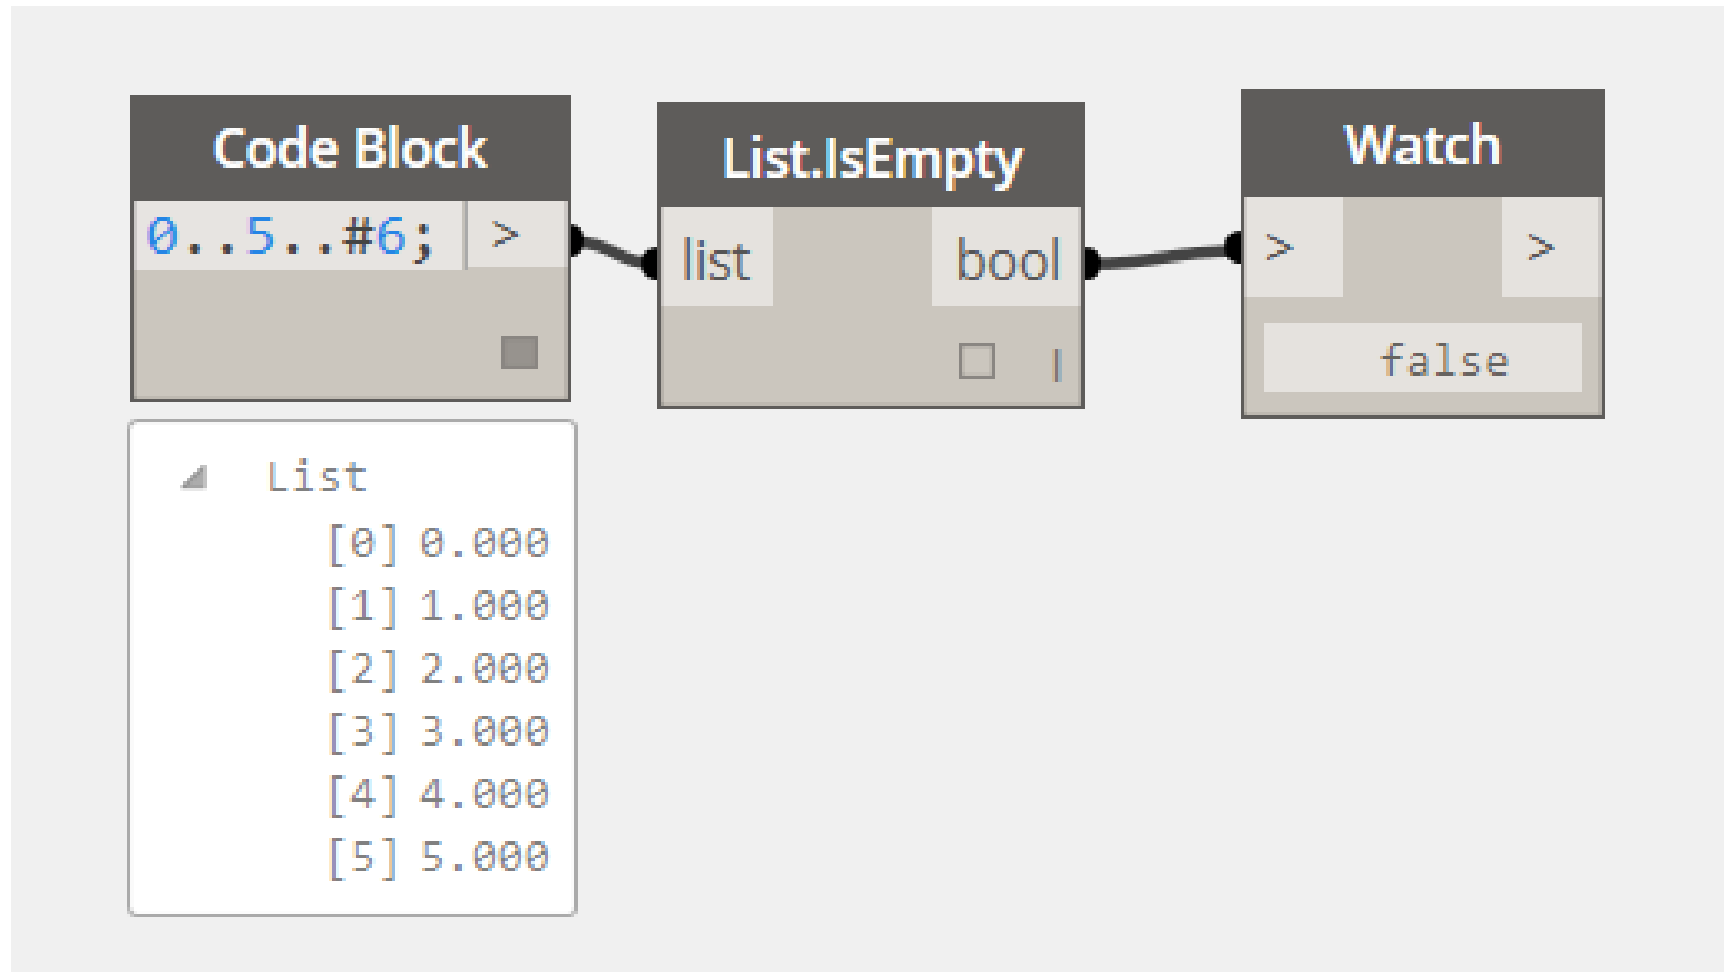 Code Block
0..5..#6; >
List
[0] 0.000
[1] 1.000
[2] 2.000
[3] 3.000
[4] 4.000
[5] 5.000
List.IsEmpty
list bool
|
Watch
> >
false